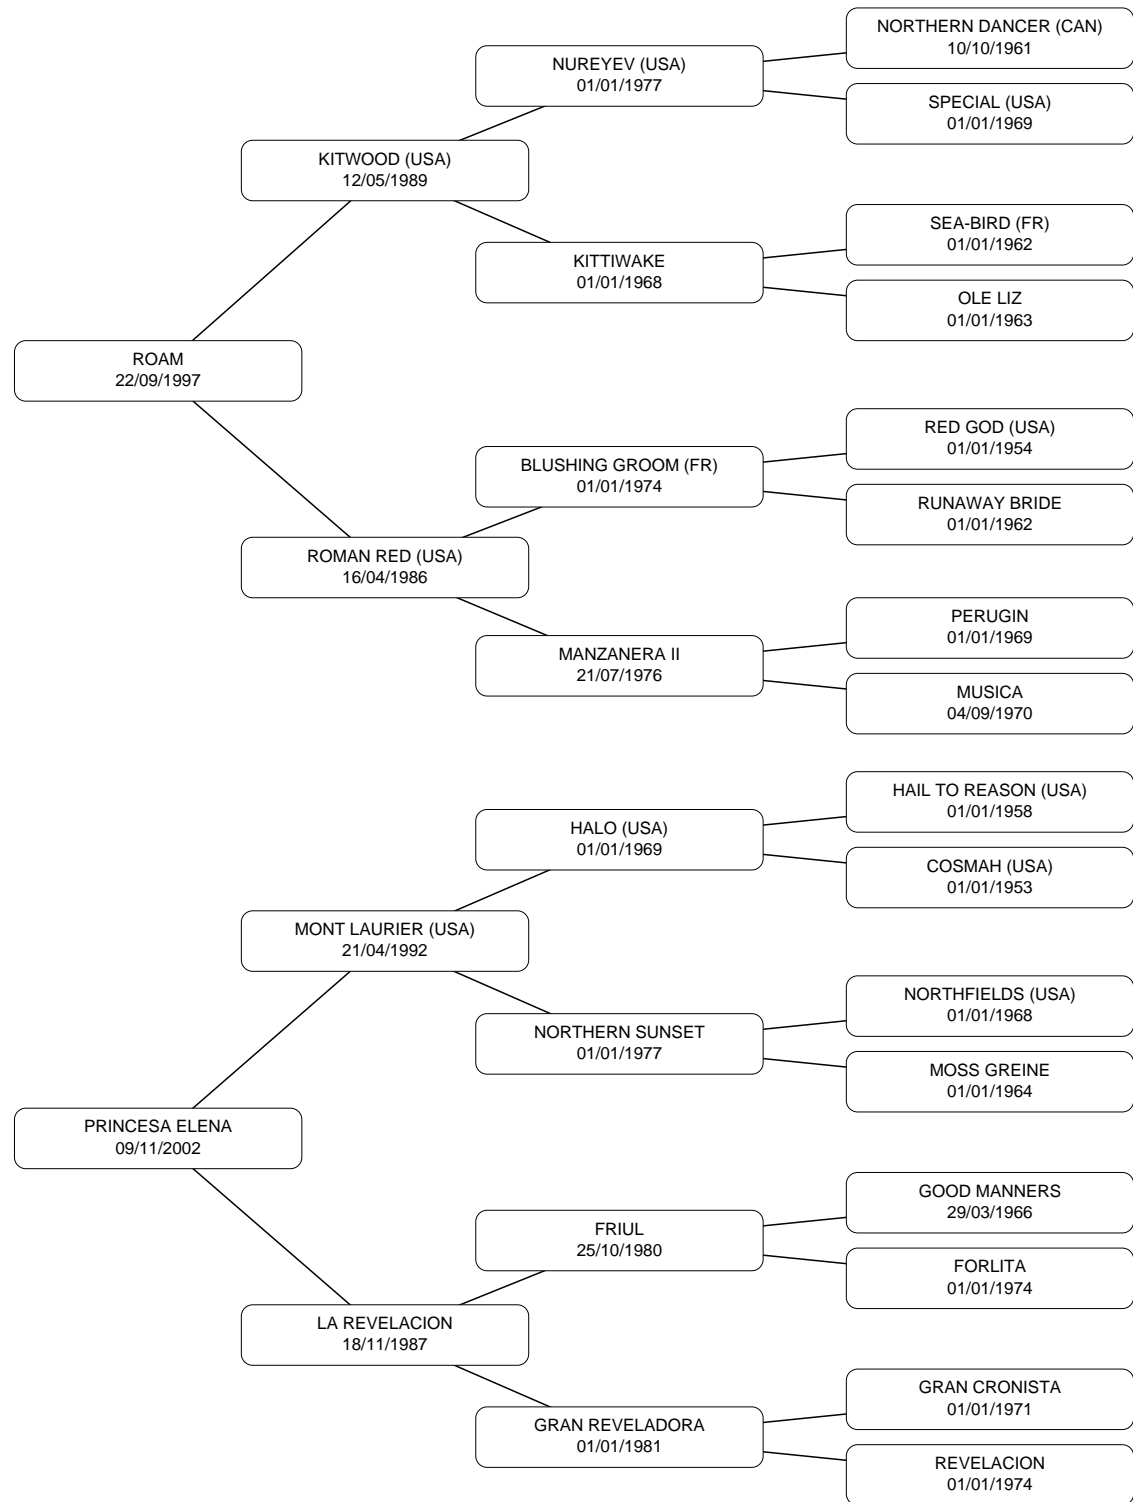 NORTHERN DANCER (CAN)
10/10/1961
NUREYEV (USA)
01/01/1977
SPECIAL (USA)
01/01/1969
KITWOOD (USA)
12/05/1989
SEA-BIRD (FR)
01/01/1962
KITTIWAKE
01/01/1968
OLE LIZ
01/01/1963
ROAM
22/09/1997
RED GOD (USA)
01/01/1954
BLUSHING GROOM (FR)
01/01/1974
RUNAWAY BRIDE
01/01/1962
ROMAN RED (USA)
16/04/1986
PERUGIN
01/01/1969
MANZANERA II
21/07/1976
MUSICA
04/09/1970
HAIL TO REASON (USA)
01/01/1958
HALO (USA)
01/01/1969
COSMAH (USA)
01/01/1953
MONT LAURIER (USA)
21/04/1992
NORTHFIELDS (USA)
01/01/1968
NORTHERN SUNSET
01/01/1977
MOSS GREINE
01/01/1964
PRINCESA ELENA
09/11/2002
GOOD MANNERS
29/03/1966
FRIUL
25/10/1980
FORLITA
01/01/1974
LA REVELACION
18/11/1987
GRAN CRONISTA
01/01/1971
GRAN REVELADORA
01/01/1981
REVELACION
01/01/1974